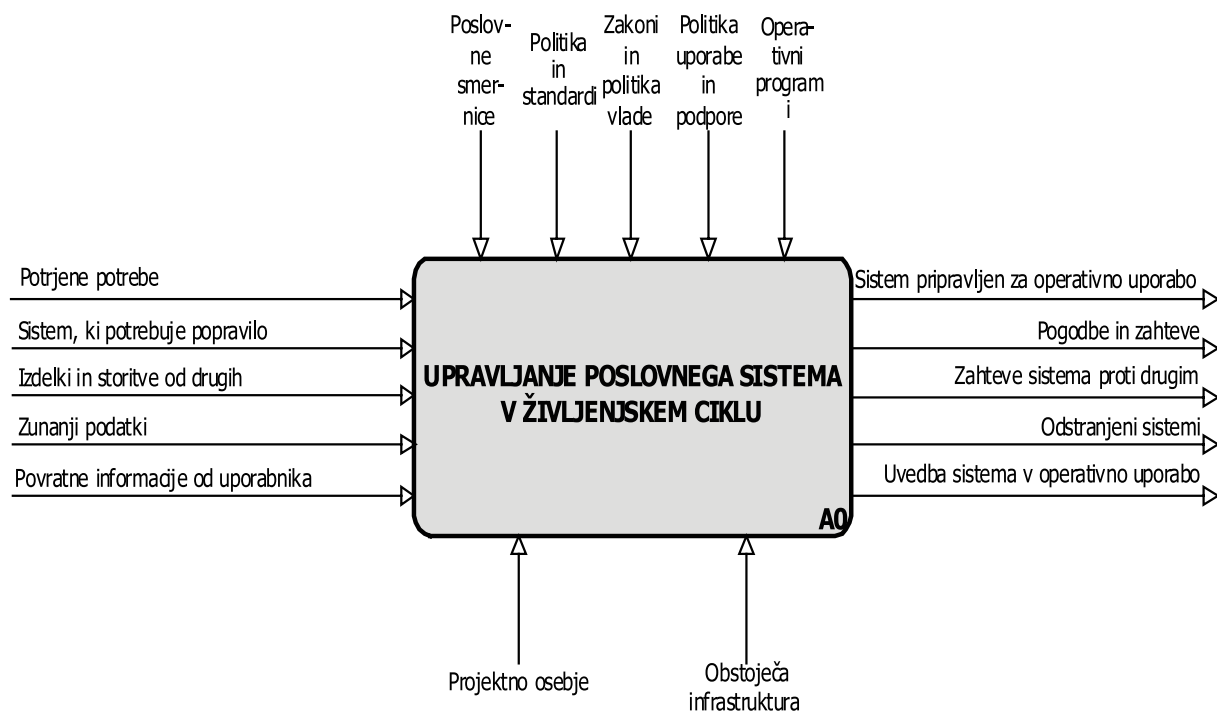 Poslov-
ne
smer-
nice
Politika
in
standardi
Zakoni
in
politika
vlade
Politika
uporabe
in
podpore
Opera-
tivni
program
i
Potrjene potrebe
Sistem, ki potrebuje popravilo
Izdelki in storitve od drugih
Zunanji podatki
Povratne informacije od uporabnika
UPRAVLJANJE POSLOVNEGA SISTEMA
V ŽIVLJENJSKEM CIKLU
A0
Sistem pripravljen za operativno uporabo
Pogodbe in zahteve
Zahteve sistema proti drugim
Odstranjeni sistemi
Uvedba sistema v operativno uporabo
Projektno osebje
Obstoječa
infrastruktura